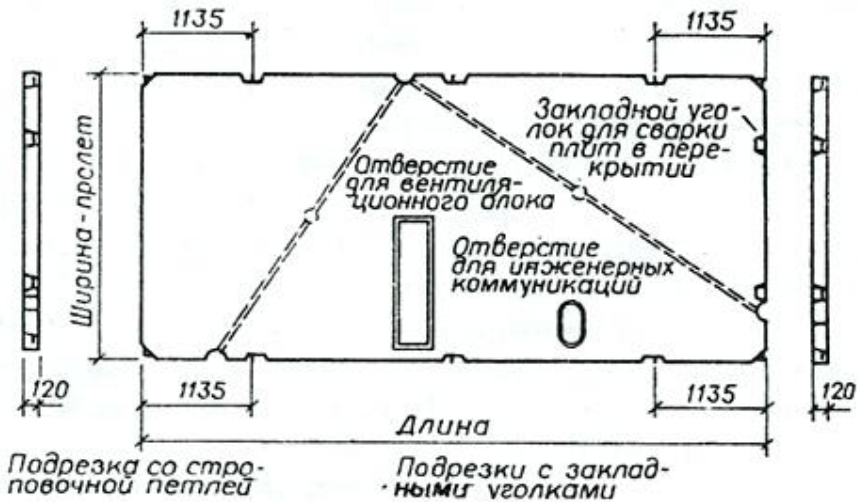 1135
1135
Закладной уго-
лок для сварки
плит в пере-
крытий
Отверстие
для вентиля-
ционного блока
Отверстие
для инженерных
коммуникаций
Ширина-пролет
120
1135
1135
120
Длина
Подрезка со стро-
повочной петлей
Подрезки с заклад-
ными уголками